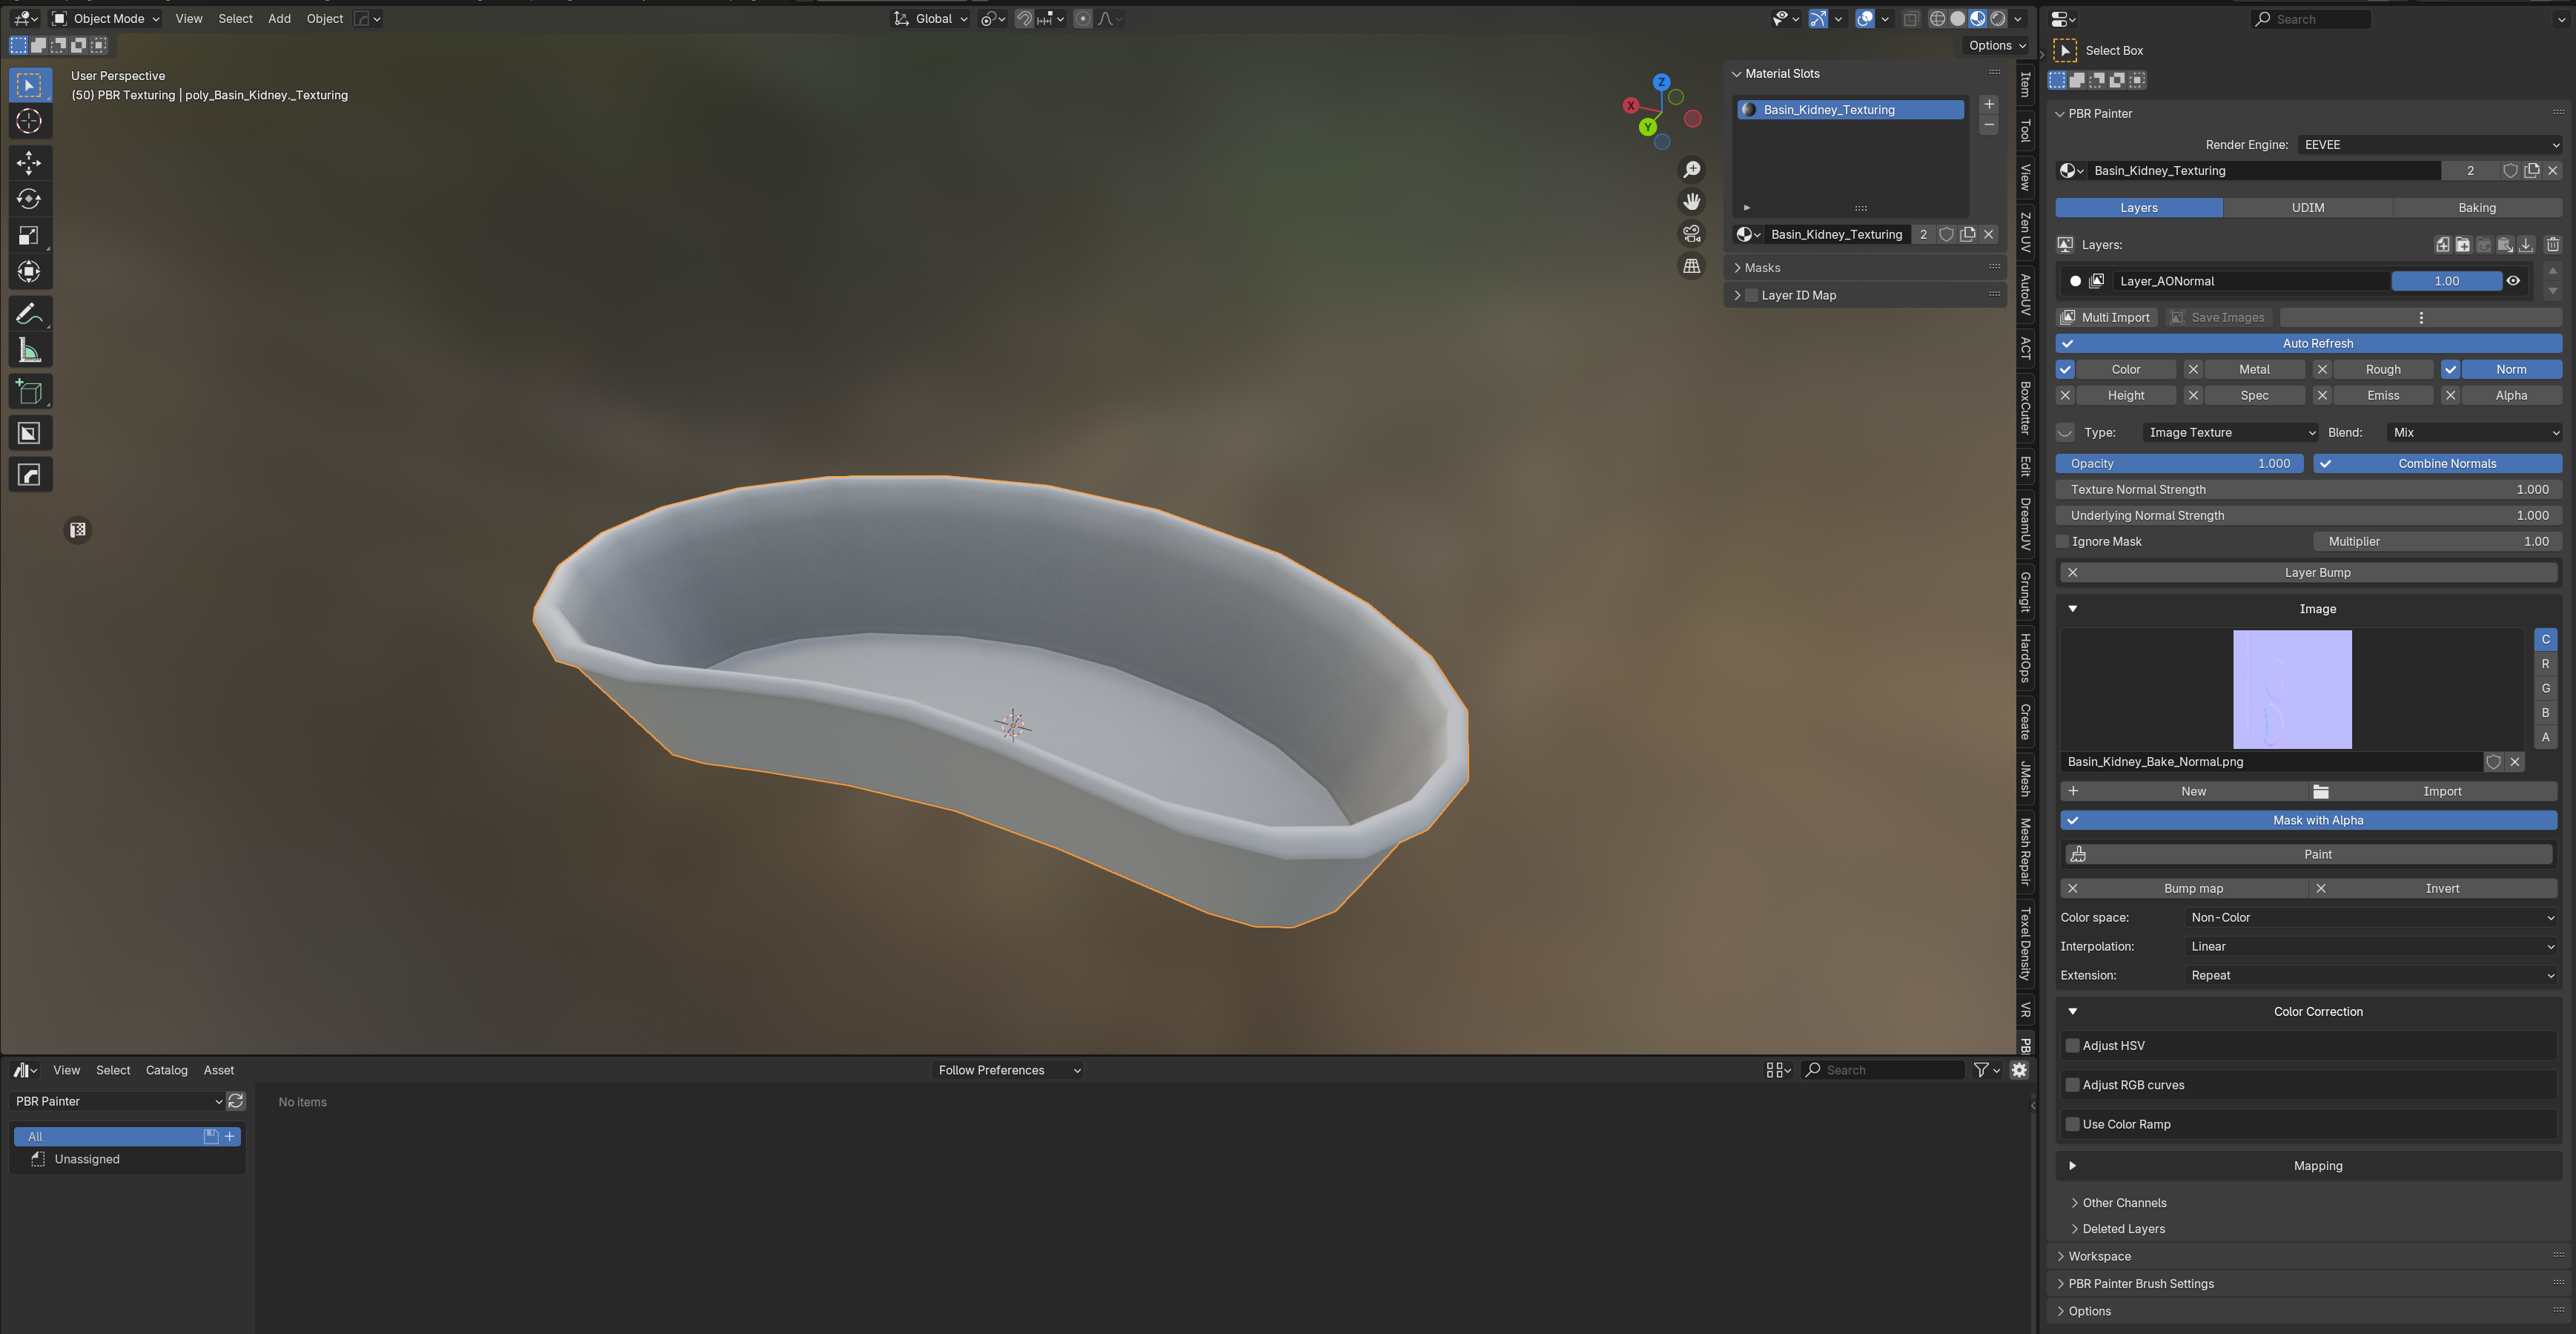 Object Mode View Select Add Object Global
Options
User Perspective
(50) PBR Texturing | poly_Basin_Kidney._Texturing
Z
X
Y
Material Slots
Basin_Kidney_Texturing
Basin_Kidney_Texturing 2
Masks
Layer ID Map
Item
Tool
View
Zen UV
AutoUV
ACT
BoxCutter
Edit
DreamUV
Grungit
HardOps
Create
JMesh
Mesh Repair
Texel Density
VR
PB
Search
Select Box
PBR Painter
Render Engine: EEVEE
Basin_Kidney_Texturing 2
Layers UDIM Baking
Layers:
Layer_AONormal 1.00
Multi Import Save Images
Auto Refresh
Color Metal Rough Norm
Height Spec Emiss Alpha
Type: Image Texture Blend: Mix
Opacity 1.000 Combine Normals
Texture Normal Strength 1.000
Underlying Normal Strength 1.000
Ignore Mask Multiplier 1.00
Layer Bump
Image
C
R
G
B
A
Basin_Kidney_Bake_Normal.png
New Import
Mask with Alpha
Paint
Bump map Invert
Color space: Non-Color
Interpolation: Linear
Extension: Repeat
Color Correction
Adjust HSV
Adjust RGB curves
Use Color Ramp
Mapping
Other Channels
Deleted Layers
Workspace
PBR Painter Brush Settings
Options
View Select Catalog Asset Follow Preferences Search
PBR Painter
No items
All
Unassigned